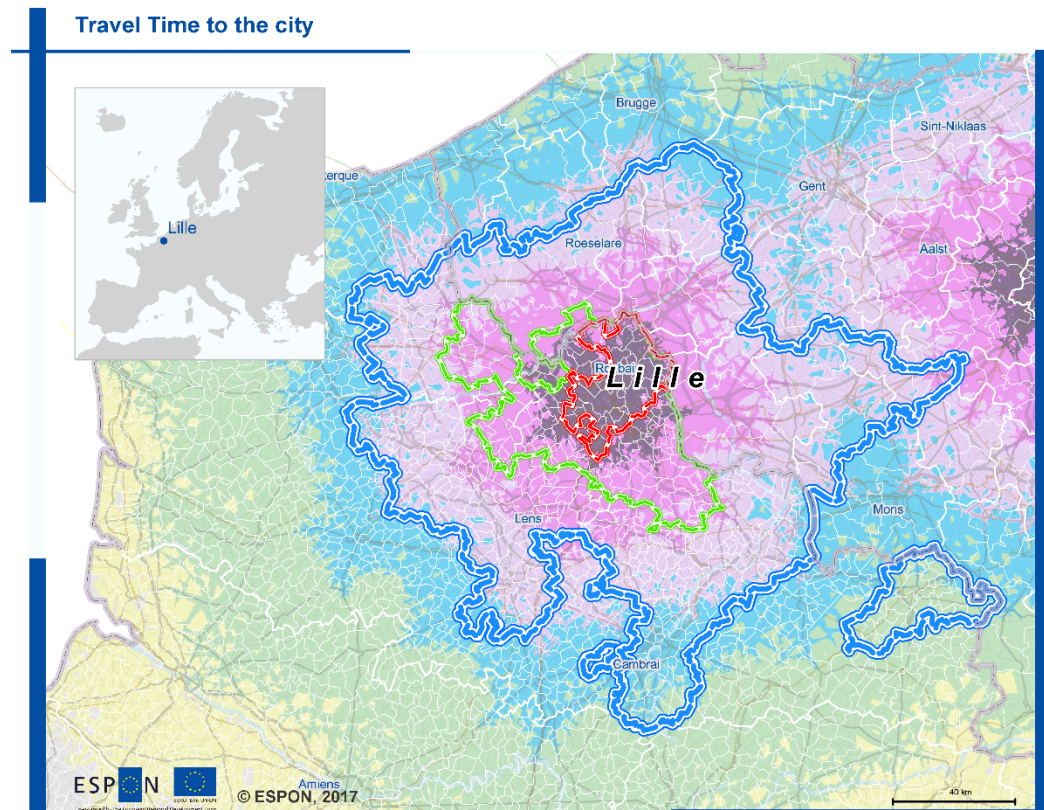 Travel Time to the city
Brugge
Sint-Niklaas
erque
Gent
Lille
Roeselare
Aalst
Lille
Lens
Mons
Cambrai
Amiens
ESPON
© ESPON, 2017
40 km